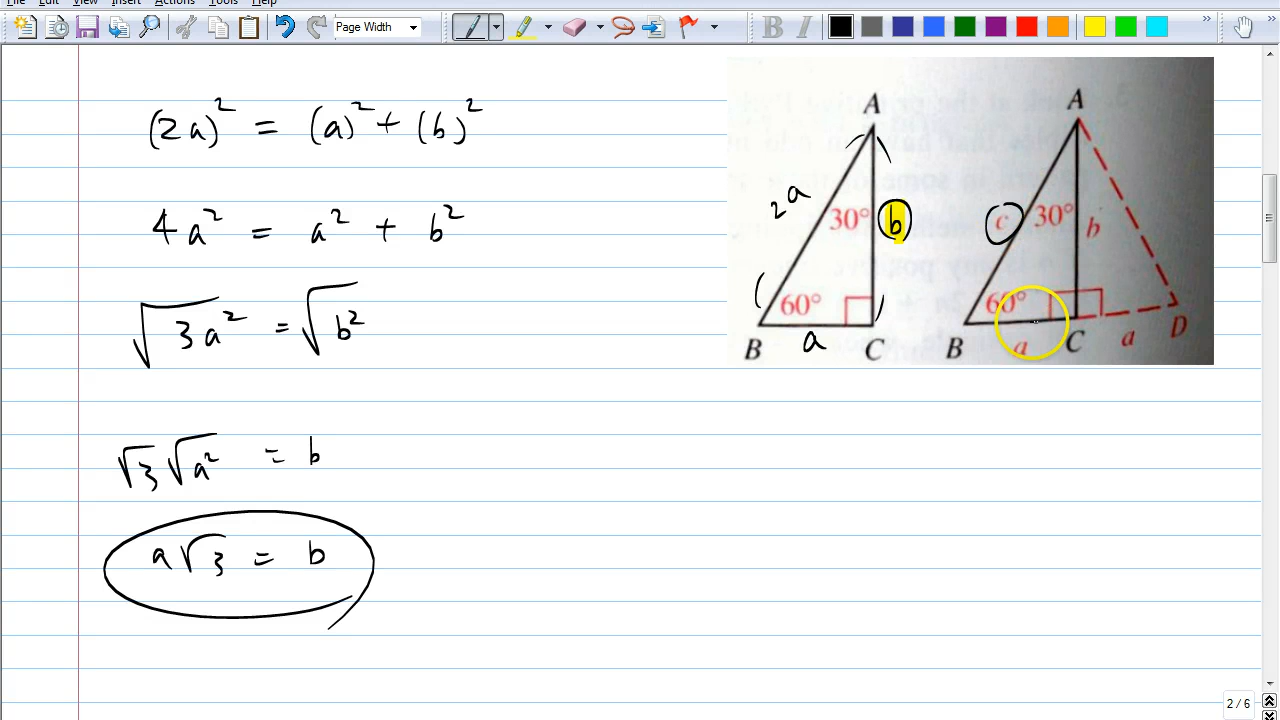 File Edit View Insert Actions Tools Help
Page Width
B I
(2a)² = (a)² + (b)²
4a² = a² + b²
√3a² = √b²
√3 √a² = b
a√3 = b
A
2a
30°
b
60°
B
a
C
A
c
30°
b
60°
B
a
C
a
D
2 / 6